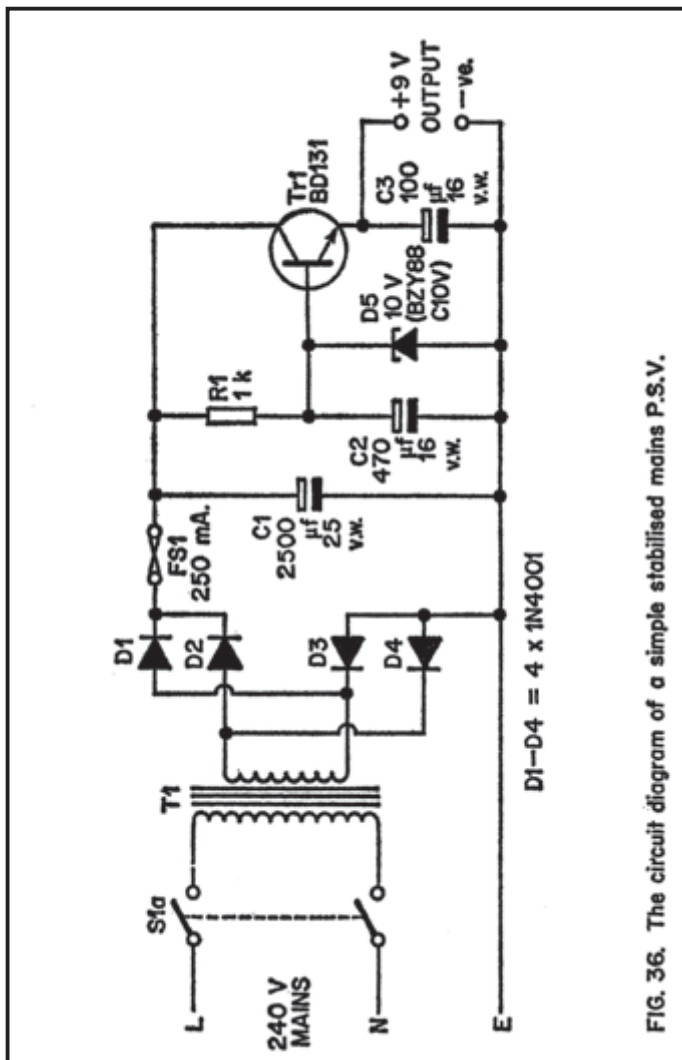 L
240 V
MAINS
N
E
S1a
T1
D1
D2
D3
D4
D1-D4 = 4 x 1N4001
FS1
250 mA.
C1
2500
µf
25
v.w.
R1
1k
C2
470
µf
16
v.w.
D5
10 V
(BZY88
C10V)
Tr1
BD131
C3
100
µf
16
v.w.
+9 V
OUTPUT
−ve.
FIG. 36. The circuit diagram of a simple stabilised mains P.S.V.